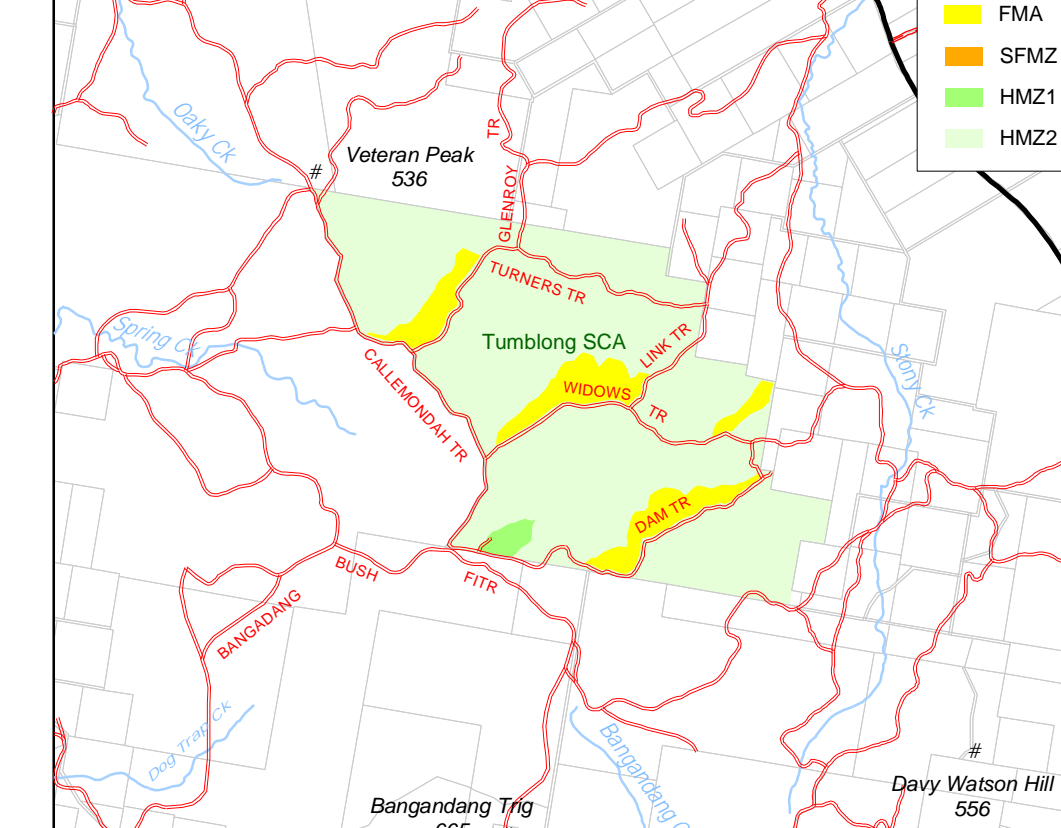 FMA
SFMZ
HMZ1
HMZ2
Oaky Ck
#
Veteran Peak
536
GLENROY TR
TURNERS TR
Tumblong SCA
LINK TR
WIDOWS TR
Spring Ck
CALLEMONDAH TR
Stony Ck
DAM TR
BUSH
FITR
BANGADANG
Dog Trap Ck
Bangandang C
#
Davy Watson Hill
556
Bangandang Trig
665